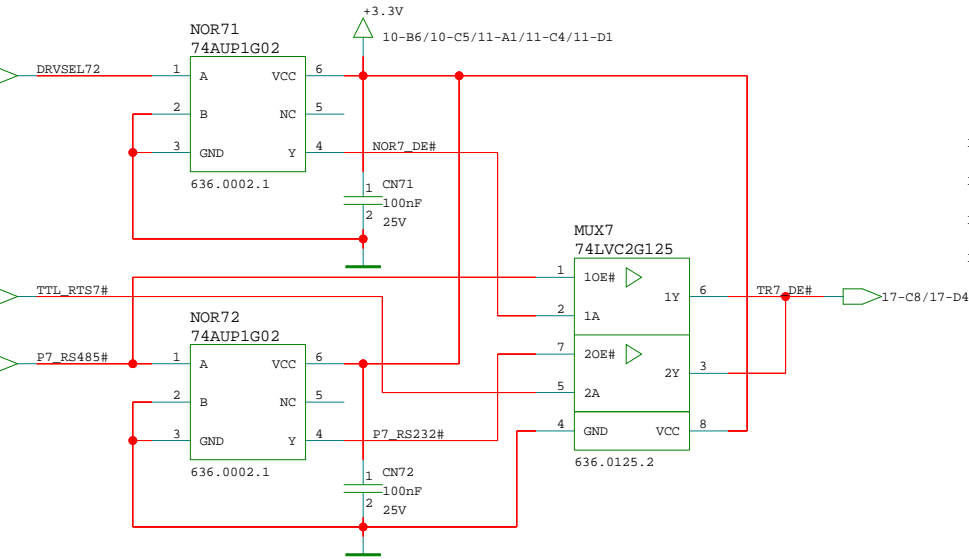 +3.3V
10-B6/10-C5/11-A1/11-C4/11-D1
NOR71
74AUP1G02
DRVSEL72
1 A VCC 6
2 B NC 5
3 GND Y 4
NOR7_DE#
636.0002.1
1 CN71
100nF
2 25V
MUX7
74LVC2G125
1 1OE#
TTL_RTS7#
1Y 6 TR7_DE# 17-C8/17-D4
2 1A
NOR72
74AUP1G02
7 2OE#
P7_RS485#
1 A VCC 6
2Y 3
5 2A
2 B NC 5
4 GND VCC 8
3 GND Y 4
P7_RS232#
636.0125.2
636.0002.1
1 CN72
100nF
2 25V